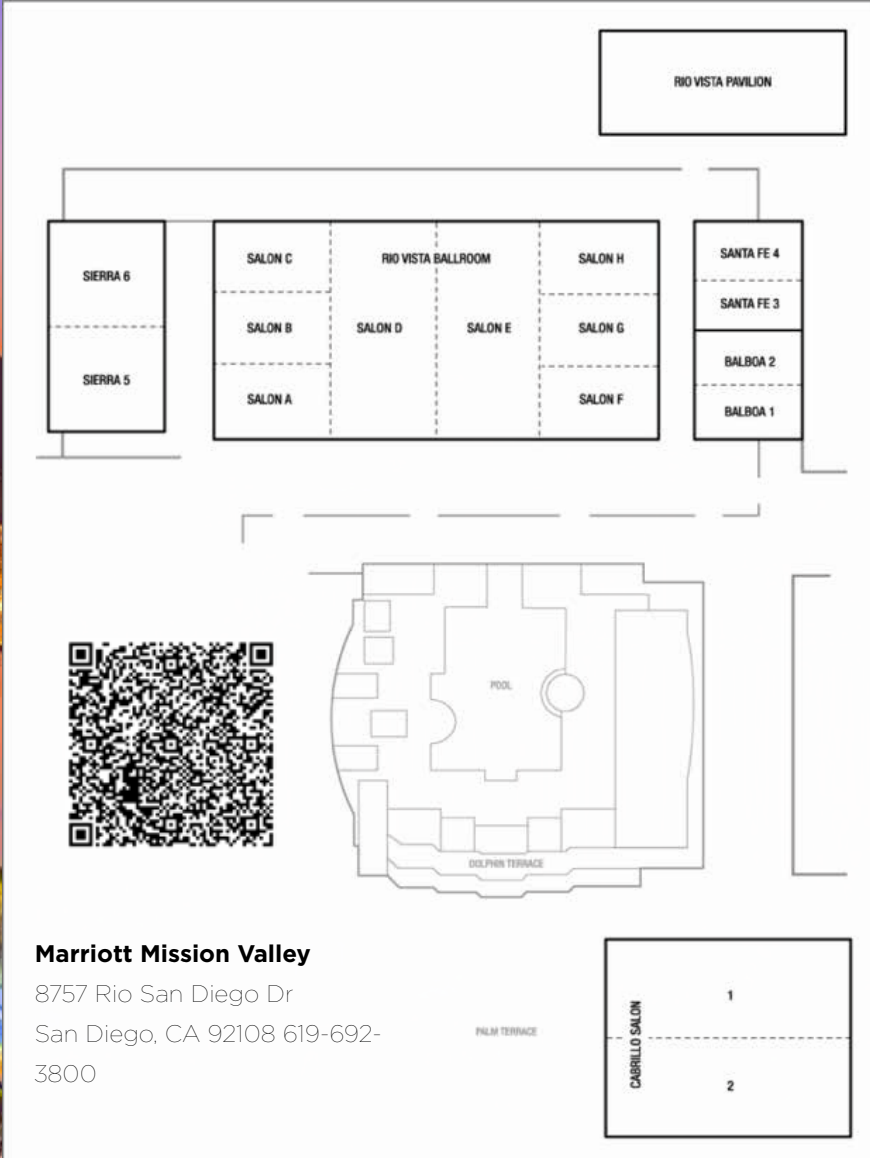 RIO VISTA PAVILION
SIERRA 6
SIERRA 5
SALON C
SALON B
SALON A
RIO VISTA BALLROOM
SALON D
SALON E
SALON H
SALON G
SALON F
SANTA FE 4
SANTA FE 3
BALBOA 2
BALBOA 1
POOL
DOLPHIN TERRACE
Marriott Mission Valley
8757 Rio San Diego Dr
San Diego, CA 92108 619-692-
3800
PALM TERRACE
CABRILLO SALON
1
2